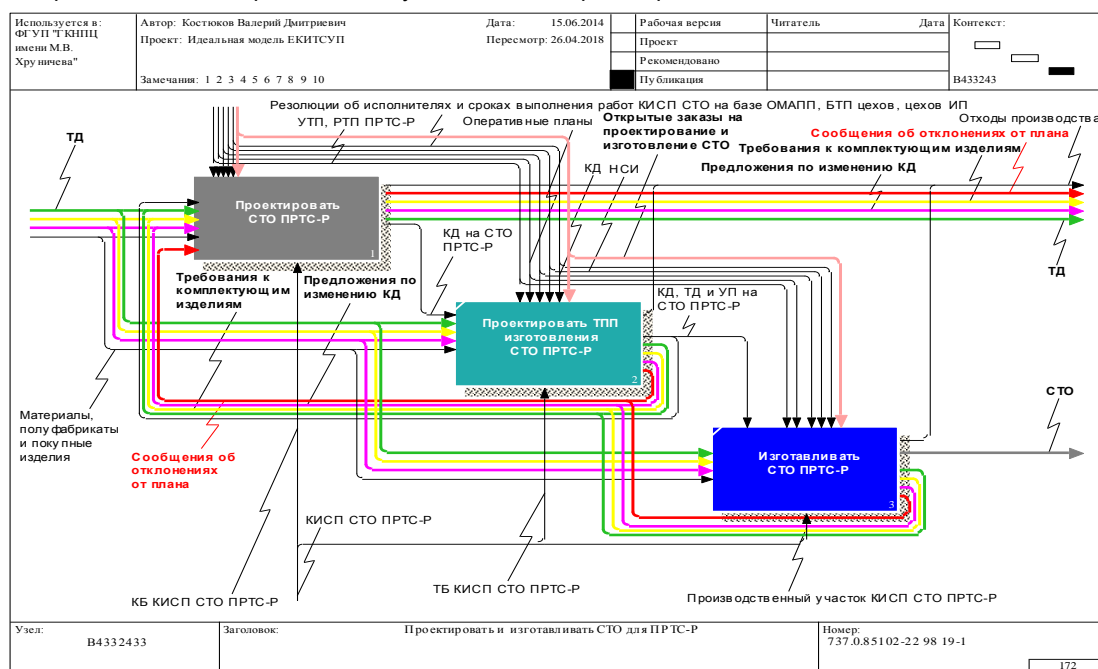 Используется в:
ФГУП "ГКНПЦ
имени М.В.
Хруничева"
Автор: Костюков Валерий Дмитриевич
Дата: 15.06.2014
Проект: Идеальная модель ЕКИТСУП
Пересмотр: 26.04.2018
Замечания: 1 2 3 4 5 6 7 8 9 10
Рабочая версия
Проект
Рекомендовано
Публикация
Читатель
Дата
Контекст:
B433243
Резолюции об исполнителях и сроках выполнения работ КИСП СТО на базе ОМАПП, БТП цехов, цехов ИП
УТП, РТП ПРТС-Р
Оперативные планы
Открытые заказы на
проектирование и
изготовление СТО
Отходы производства
Сообщения об отклонениях от плана
Требования к комплектующим изделиям
Предложения по изменению КД
ТД
КД
НСИ
Проектировать
СТО ПРТС-Р
1
КД на СТО
ПРТС-Р
ТД
Требования к
комплектующим
изделиям
Предложения по
изменению КД
КД, ТД и УП на
СТО ПРТС-Р
Проектировать ТПП
изготовления
СТО ПРТС-Р
2
Материалы,
полуфабрикаты
и покупные
изделия
Сообщения об
отклонениях
от плана
СТО
Изготавливать
СТО ПРТС-Р
3
КИСП СТО ПРТС-Р
ТБ КИСП СТО ПРТС-Р
КБ КИСП СТО ПРТС-Р
Производственный участок КИСП СТО ПРТС-Р
Узел:
B4332433
Заголовок:
Проектировать и изготавливать СТО для ПРТС-Р
Номер:
737.0.85102-22 98 19-1
172